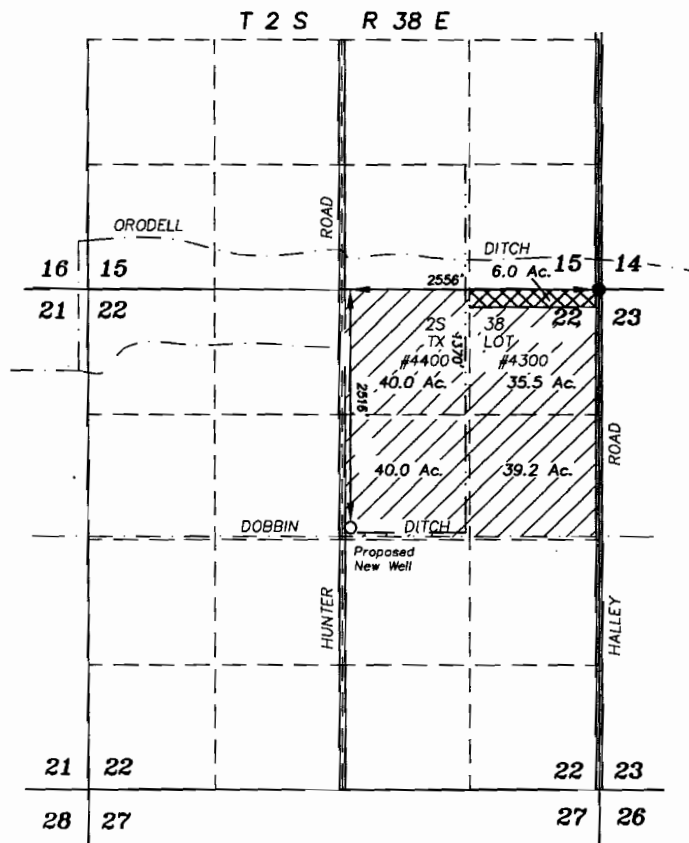 T 2 S R 38 E
ROAD
ORODELL
DITCH
16 15
15 14
6.0 Ac.
2556'
21 22
22 23
2S 38
TX LOT
1370'
#4400 #4300
40.0 Ac. 35.5 Ac.
2516'
ROAD
40.0 Ac. 39.2 Ac.
DOBBIN DITCH
Proposed
New Well
HUNTER
HALLEY
21 22
22 23
28 27
27 26